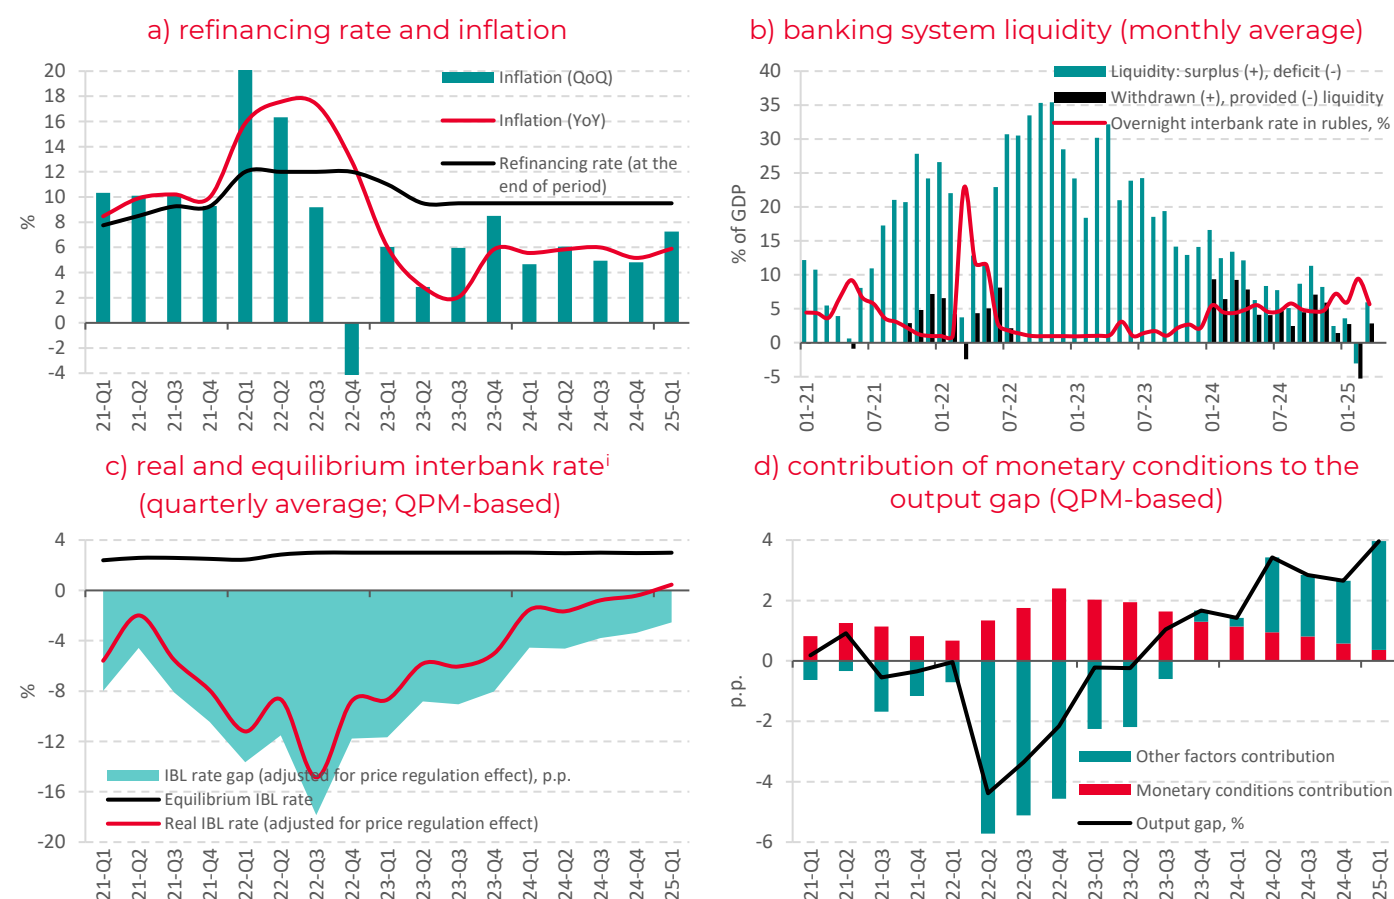 a) refinancing rate and inflation
20
18
16
14
12
10
8
6
4
2
0
-2
-4
%
Inflation (QoQ)
Inflation (YoY)
Refinancing rate (at the
end of period)
21-Q1
21-Q2
21-Q3
21-Q4
22-Q1
22-Q2
22-Q3
22-Q4
23-Q1
23-Q2
23-Q3
23-Q4
24-Q1
24-Q2
24-Q3
24-Q4
25-Q1
b) banking system liquidity (monthly average)
40
35
30
25
20
15
10
5
0
-5
% of GDP
Liquidity: surplus (+), deficit (-)
Withdrawn (+), provided (-) liquidity
Overnight interbank rate in rubles, %
01-21
07-21
01-22
07-22
01-23
07-23
01-24
07-24
01-25
c) real and equilibrium interbank rateⁱ
(quarterly average; QPM-based)
4
0
-4
-8
-12
-16
-20
%
IBL rate gap (adjusted for price regulation effect), p.p.
Equilibrium IBL rate
Real IBL rate (adjusted for price regulation effect)
21-Q1
21-Q2
21-Q3
21-Q4
22-Q1
22-Q2
22-Q3
22-Q4
23-Q1
23-Q2
23-Q3
23-Q4
24-Q1
24-Q2
24-Q3
24-Q4
25-Q1
d) contribution of monetary conditions to the
output gap (QPM-based)
4
2
0
-2
-4
-6
p.p.
Other factors contribution
Monetary conditions contribution
Output gap, %
21-Q1
21-Q2
21-Q3
21-Q4
22-Q1
22-Q2
22-Q3
22-Q4
23-Q1
23-Q2
23-Q3
23-Q4
24-Q1
24-Q2
24-Q3
24-Q4
25-Q1